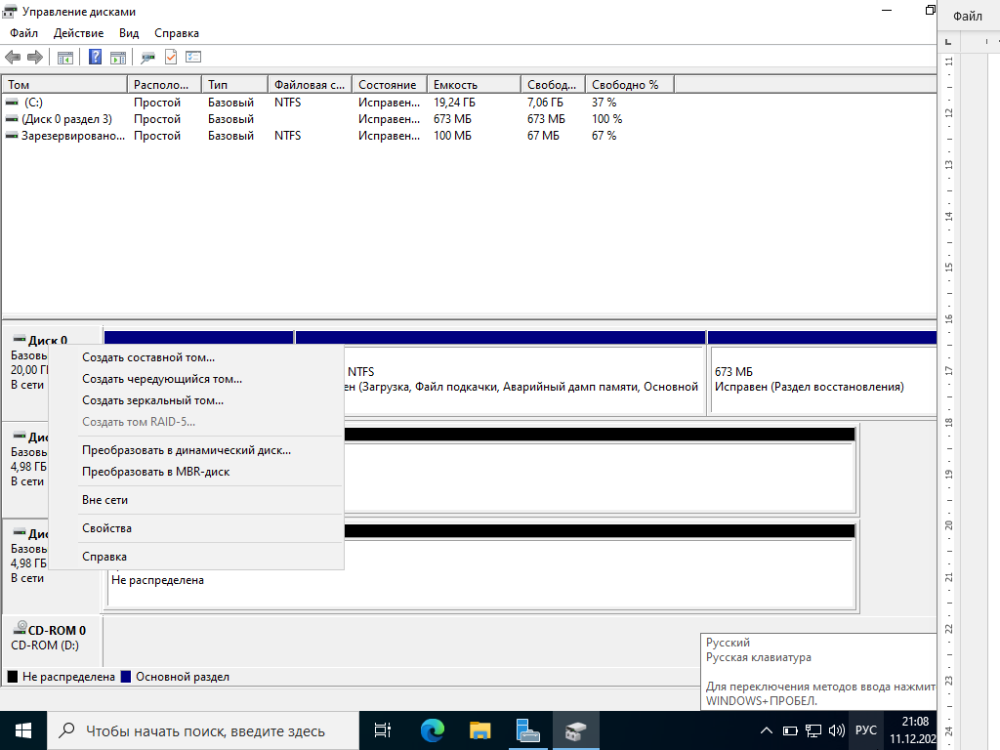 Управление дисками
Файл
Файл Действие Вид Справка
Том Располо... Тип Файловая с... Состояние Емкость Свобод... Свободно %
(C:) Простой Базовый NTFS Исправен... 19,24 ГБ 7,06 ГБ 37 %
(Диск 0 раздел 3) Простой Базовый Исправен... 673 МБ 673 МБ 100 %
Зарезервировано... Простой Базовый NTFS Исправен... 100 МБ 67 МБ 67 %
Диск 0
Базовы
20,00 ГБ
В сети
NTFS
ен (Загрузка, Файл подкачки, Аварийный дамп памяти, Основной
673 МБ
Исправен (Раздел восстановления)
Создать составной том...
Создать чередующийся том...
Создать зеркальный том...
Создать том RAID-5...
Преобразовать в динамический диск...
Преобразовать в MBR-диск
Вне сети
Свойства
Справка
Дис
Базовы
4,98 ГБ
В сети
Дис
Базовы
4,98 ГБ
В сети
Не распределена
CD-ROM 0
CD-ROM (D:)
Не распределена Основной раздел
Русский
Русская клавиатура
Для переключения методов ввода нажмит
WINDOWS+ПРОБЕЛ.
Чтобы начать поиск, введите здесь
РУС
21:08
11.12.202
11
12
13
14
15
16
17
18
19
20
21
22
23
24